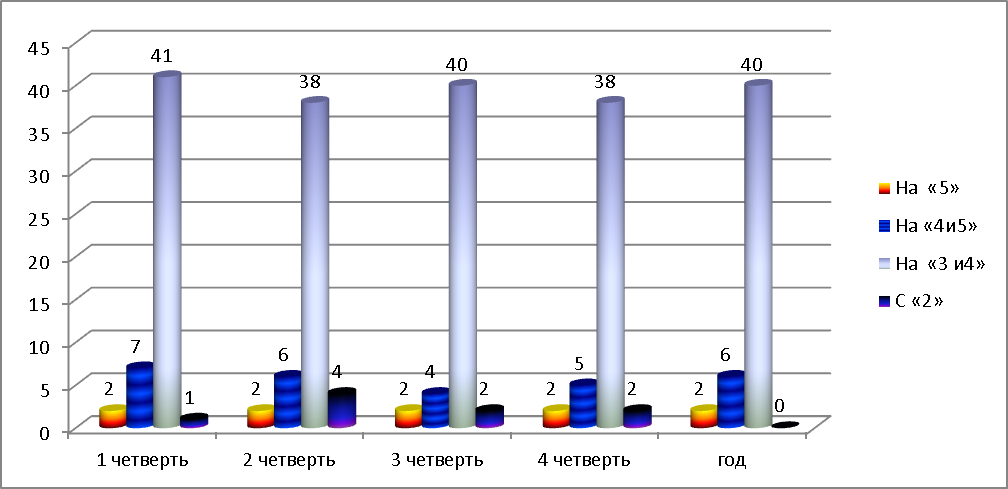 45
40
35
30
25
20
15
10
5
0
2 7 41 1
2 6 38 4
2 4 40 2
2 5 38 2
2 6 40 0
1 четверть 2 четверть 3 четверть 4 четверть год
На «5»
На «4и5»
На «3 и4»
С «2»